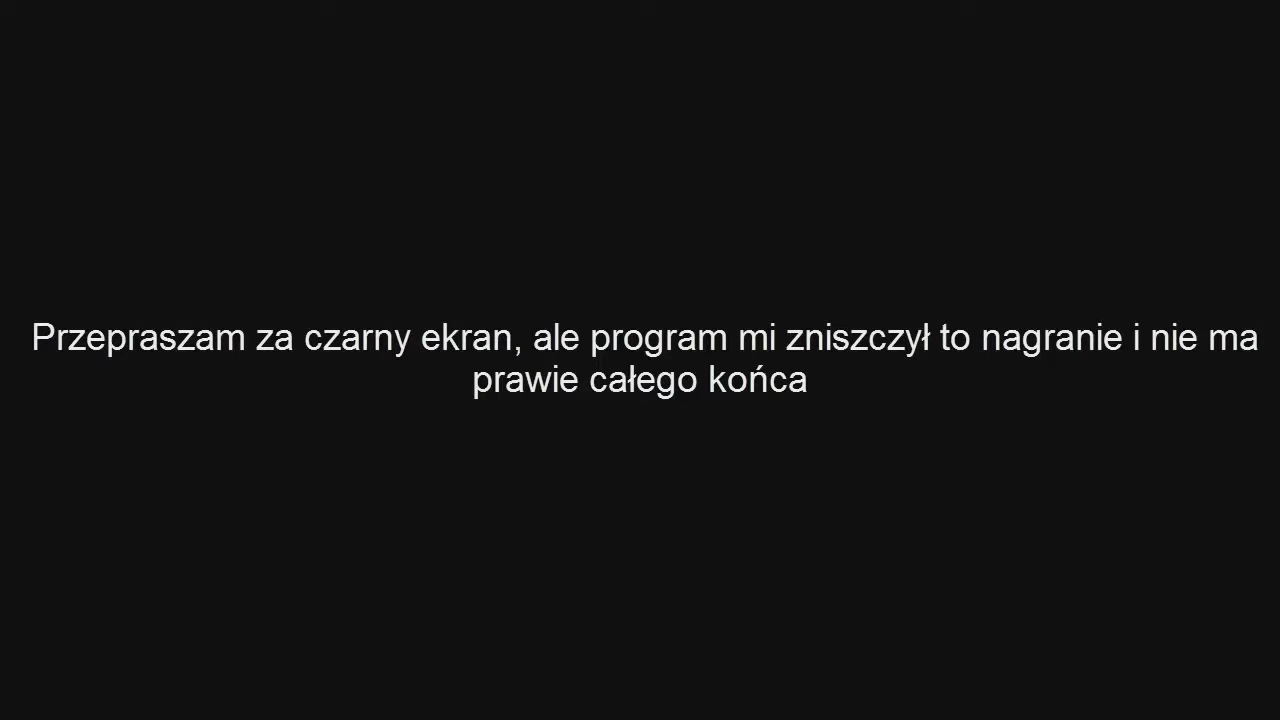 Przepraszam za czarny ekran, ale program mi zniszczył to nagranie i nie ma
prawie całego końca